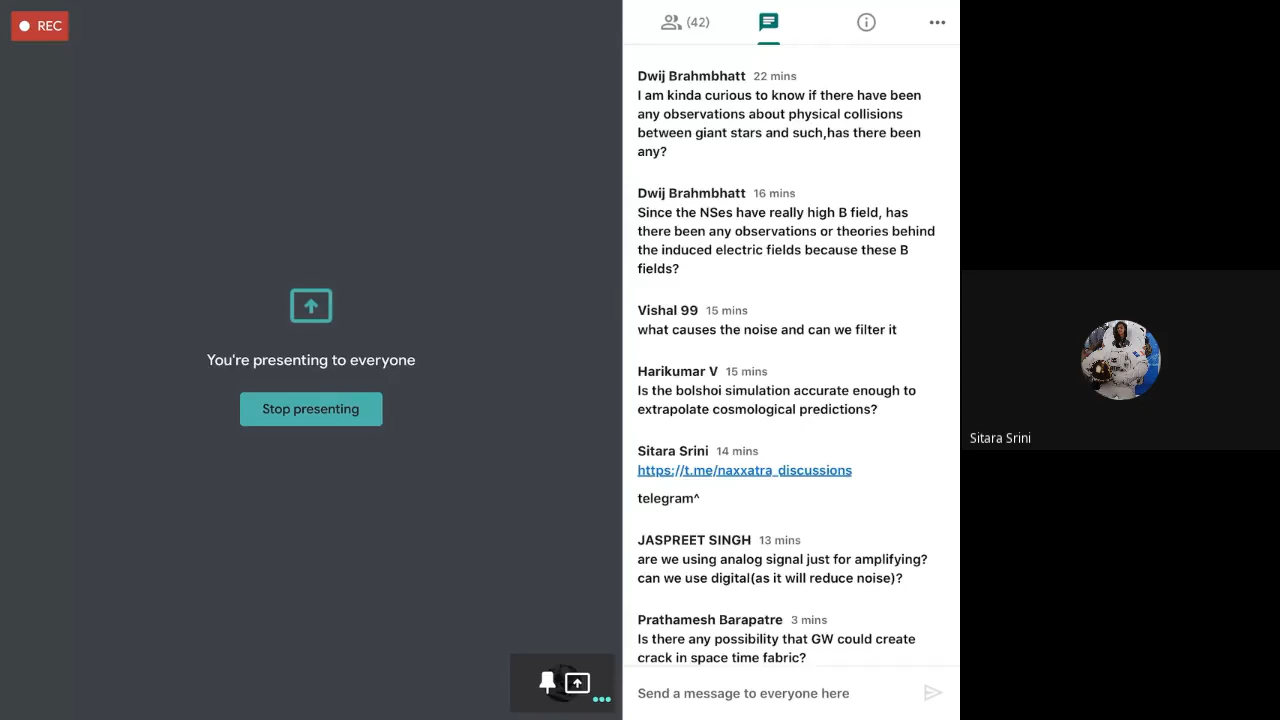 REC
You're presenting to everyone
Stop presenting
(42)
Dwij Brahmbhatt 22 mins
I am kinda curious to know if there have been
any observations about physical collisions
between giant stars and such,has there been
any?
Dwij Brahmbhatt 16 mins
Since the NSes have really high B field, has
there been any observations or theories behind
the induced electric fields because these B
fields?
Vishal 99 15 mins
what causes the noise and can we filter it
Harikumar V 15 mins
Is the bolshoi simulation accurate enough to
extrapolate cosmological predictions?
Sitara Srini 14 mins
https://t.me/naxxatra_discussions
telegram^
JASPREET SINGH 13 mins
are we using analog signal just for amplifying?
can we use digital(as it will reduce noise)?
Prathamesh Barapatre 3 mins
Is there any possibility that GW could create
crack in space time fabric?
Send a message to everyone here
Sitara Srini